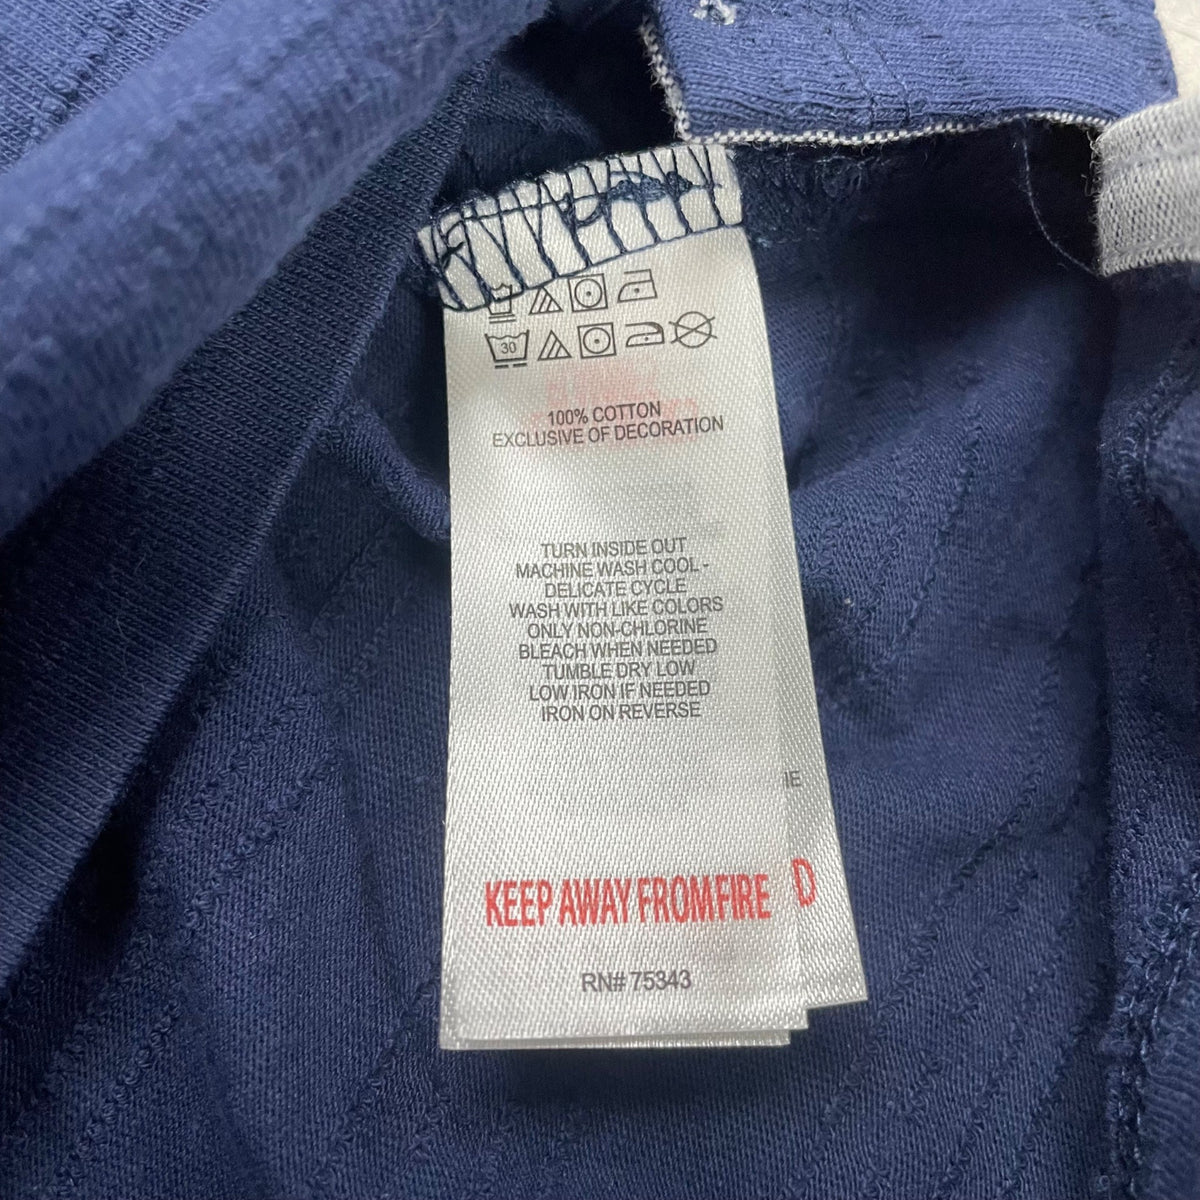 30
100% COTTON
EXCLUSIVE OF DECORATION
TURN INSIDE OUT
MACHINE WASH COOL -
DELICATE CYCLE
WASH WITH LIKE COLORS
ONLY NON-CHLORINE
BLEACH WHEN NEEDED
TUMBLE DRY LOW
LOW IRON IF NEEDED
IRON ON REVERSE
IE
KEEP AWAY FROM FIRE
D
RN# 75343